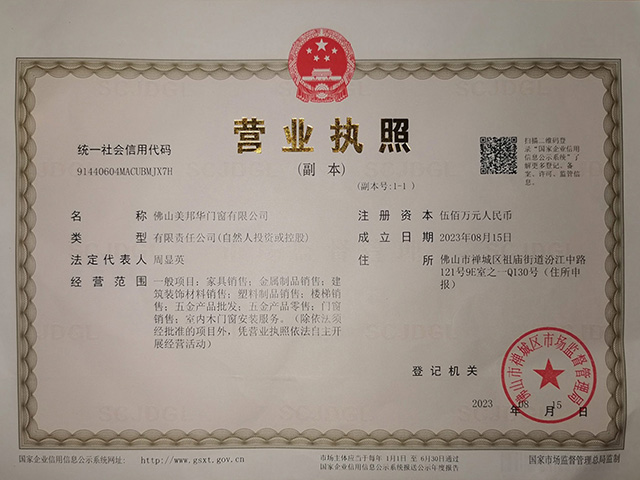 营业执照
(副 本)
(副本号:1-1)
统一社会信用代码
91440604MACUBMJX7H
扫描二维码登
录“国家企业信用
信息公示系统”了
解更多登记、备
案、许可、监管信
息。
名 称 佛山美邦华门窗有限公司
类 型 有限责任公司(自然人投资或控股)
法定代表人 周显英
经营范围 一般项目:家具销售;金属制品销售;建
筑装饰材料销售;塑料制品销售;楼梯销
售;五金产品批发;五金产品零售;门窗
销售;室内木门窗安装服务。(除依法须
经批准的项目外,凭营业执照依法自主开
展经营活动)
注册资本 伍佰万元人民币
成立日期 2023年08月15日
住 所 佛山市禅城区祖庙街道汾江中路
121号9E室之一Q130号(住所申
报)
登记机关
佛山市禅城区市场监督管理局
2023 年 08 月 15 日
国家企业信用信息公示系统网址: http://www.gsxt.gov.cn
市场主体应当于每年 1月1日 至 6月30日通过
国家企业信用信息公示系统报送公示年度报告
国家市场监督管理总局监制